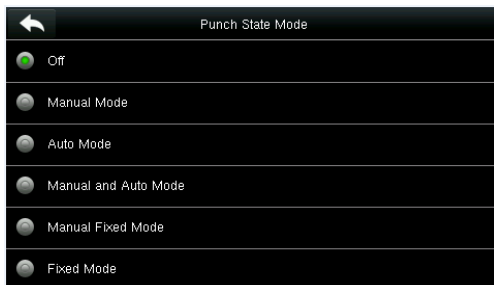 Punch State Mode
Off
Manual Mode
Auto Mode
Manual and Auto Mode
Manual Fixed Mode
Fixed Mode